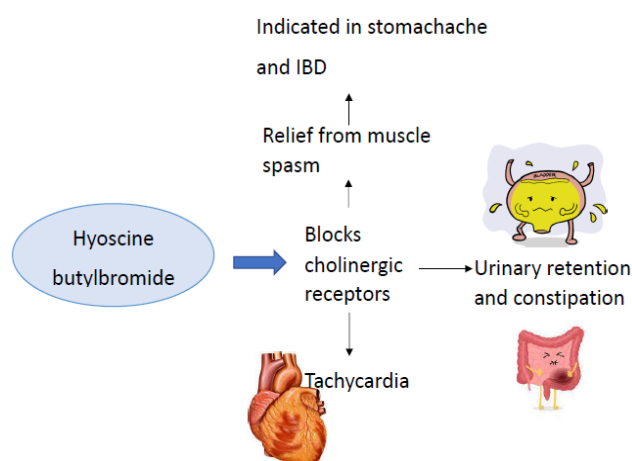 Indicated in stomachache
and IBD
Relief from muscle
spasm
BLADDER
Hyoscine
butylbromide
Blocks
cholinergic
receptors
Urinary retention
and constipation
Tachycardia